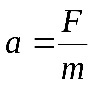 a = F/m